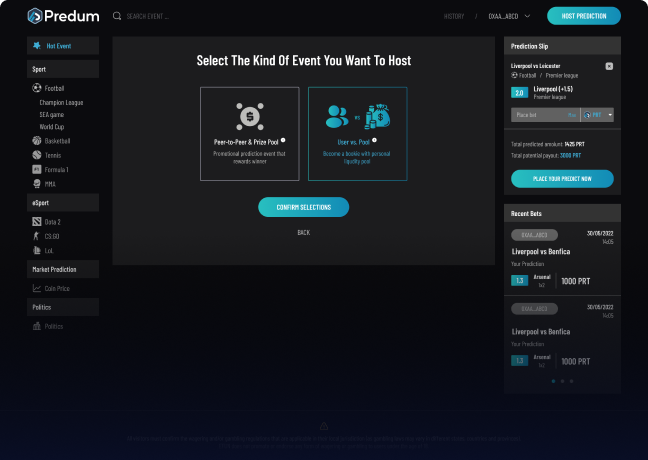 Predum
SEARCH EVENT ...
HISTORY / 0XAA...ABCD
HOST PREDICTION
Hot Event
Sport
Football
Champion League
SEA game
World Cup
Basketball
Tennis
Formula 1
MMA
eSport
Dota 2
CS:GO
LoL
Market Prediction
Coin Price
Politics
Politics
Select The Kind Of Event You Want To Host
Peer-to-Peer & Prize Pool
Promotional prediction event that
rewards winner
VS
User vs. Pool
Become a bookie with personal
liquidity pool
CONFIRM SELECTIONS
BACK
Prediction Slip
Liverpool vs Leicester
Football / Premier league
2.0 Liverpool (+1.5)
Premier league
Place bet Max PRT
Total predicted amount: 1425 PRT
Total potential payout: 3006 PRT
PLACE YOUR PREDICT NOW
Recent Bets
0XAA...ABCD 30/05/2022
14:05
Liverpool vs Benfica
Your Prediction
1.3 Arsenal 1000 PRT
1x2
0XAA...ABCD 30/05/2022
14:05
Liverpool vs Benfica
Your Prediction
1.3 Arsenal 1000 PRT
1x2